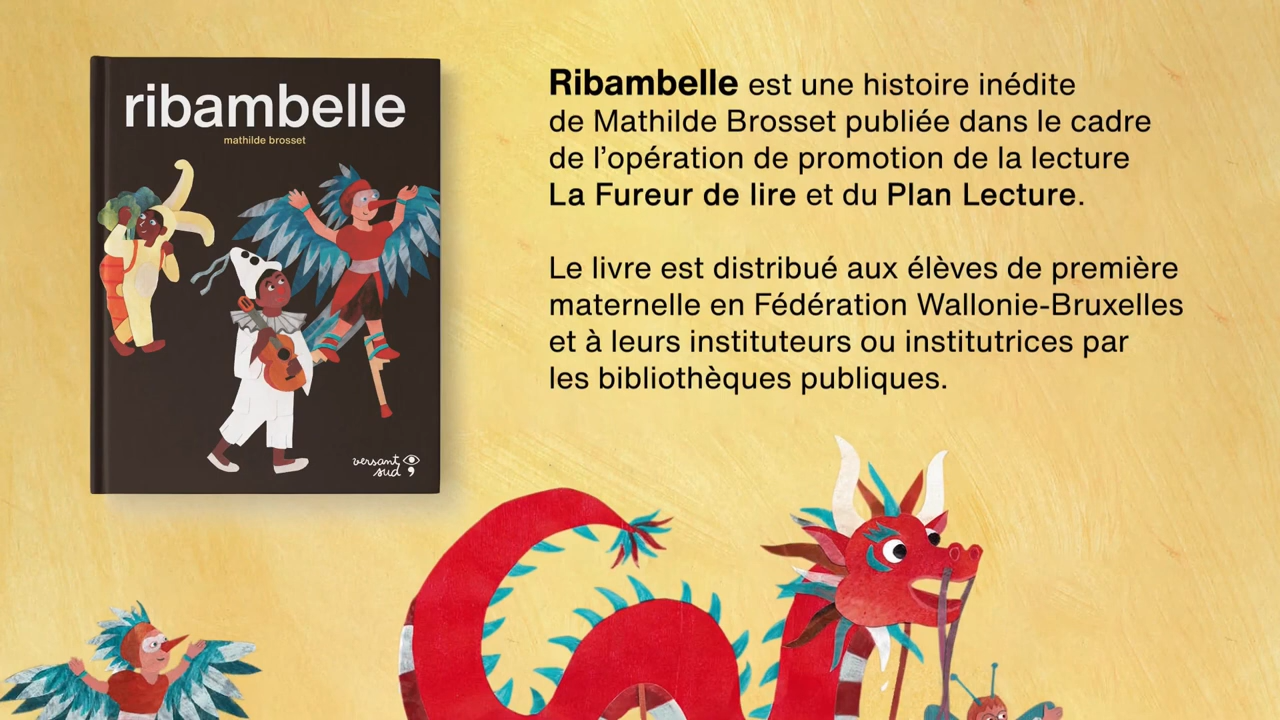 ribambelle
mathilde brosset
versant
sud
Ribambelle est une histoire inédite
de Mathilde Brosset publiée dans le cadre
de l’opération de promotion de la lecture
La Fureur de lire et du Plan Lecture.
Le livre est distribué aux élèves de première
maternelle en Fédération Wallonie-Bruxelles
et à leurs instituteurs ou institutrices par
les bibliothèques publiques.